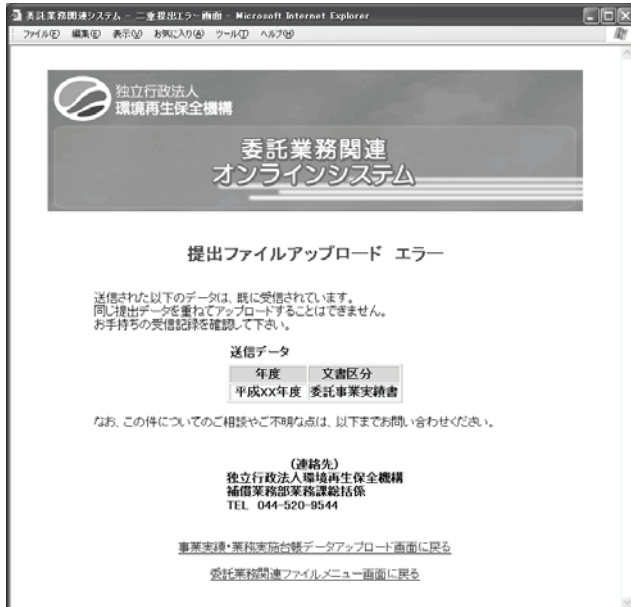 委託業務関連システム - 二重提出エラー画面 - Microsoft Internet Explorer
ファイル(F) 編集(E) 表示(V) お気に入り(A) ツール(T) ヘルプ(H)
独立行政法人
環境再生保全機構
委託業務関連
オンラインシステム
提出ファイルアップロード エラー
送信された以下のデータは、既に受信されています。
同じ提出データを重ねてアップロードすることはできません。
お手持ちの受信記録を確認して下さい。
送信データ
年度 文書区分
平成XX年度 委託事業実績書
なお、この件についてのご相談やご不明な点は、以下までお問い合わせください。
(連絡先)
独立行政法人環境再生保全機構
補償業務部業務課総括係
TEL 044-520-9544
事業実績・業務実施台帳データアップロード画面に戻る
委託業務関連ファイルメニュー画面に戻る